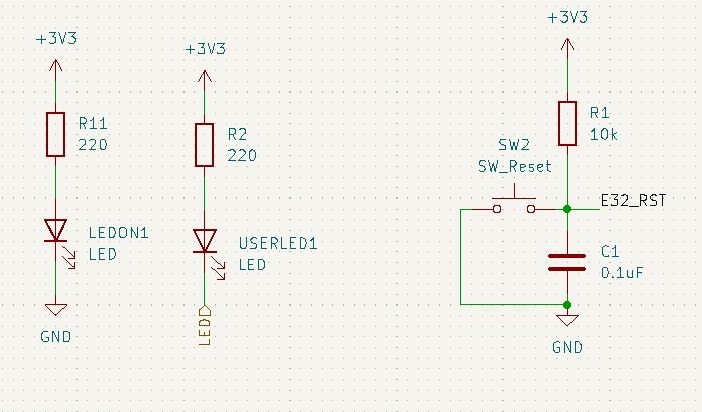 +3V3
R11
220
LEDON1
LED
GND
+3V3
R2
220
USERLED1
LED
LED
+3V3
R1
10k
SW2
SW_Reset
E32_RST
C1
0.1uF
GND